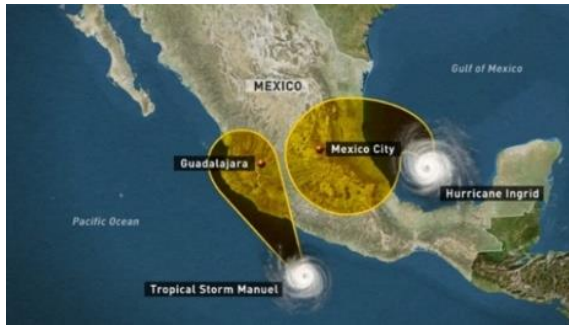 Gulf of Mexico
MEXICO
Mexico City
Guadalajara
Hurricane Ingrid
Pacific Ocean
Tropical Storm Manuel